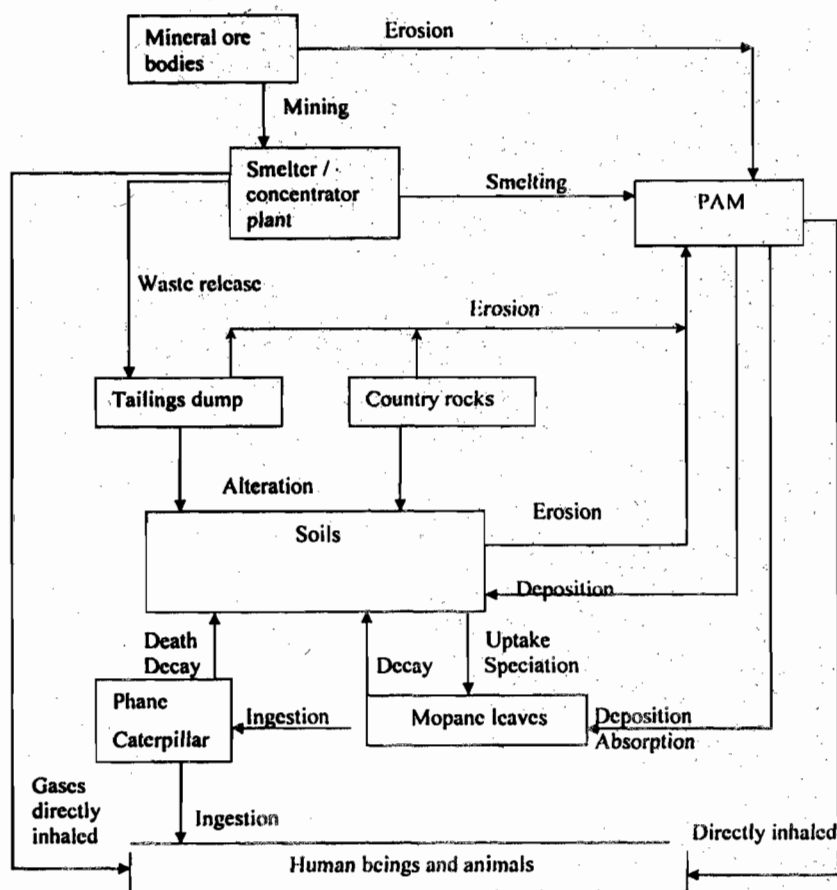 Mineral ore
bodies
Erosion
Mining
Smelter /
concentrator
plant
Smelting
PAM
Waste release
Erosion
Tailings dump
Country rocks
Alteration
Soils
Erosion
Deposition
Death
Decay
Decay
Uptake
Speciation
Phane
Caterpillar
Ingestion
Mopane leaves
Deposition
Absorption
Gases
directly
inhaled
Ingestion
Directly inhaled
Human beings and animals